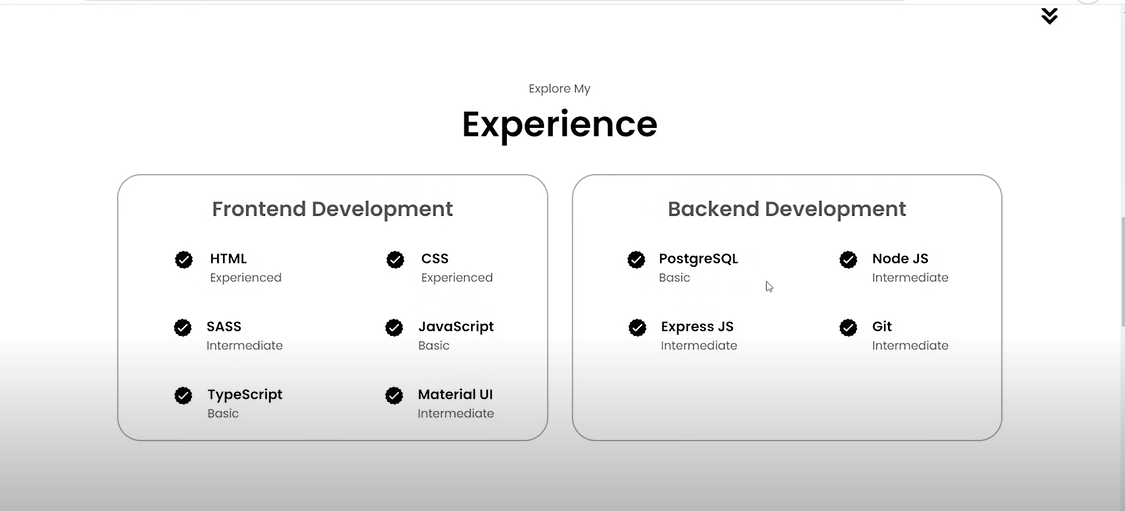 Explore My
Experience
Frontend Development
HTML
Experienced
CSS
Experienced
SASS
Intermediate
JavaScript
Basic
TypeScript
Basic
Material UI
Intermediate
Backend Development
PostgreSQL
Basic
Node JS
Intermediate
Express JS
Intermediate
Git
Intermediate